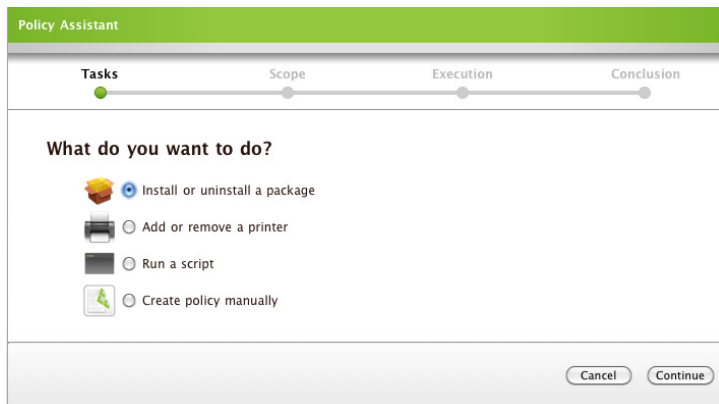 Policy Assistant
Tasks Scope Execution Conclusion
What do you want to do?
Install or uninstall a package
Add or remove a printer
Run a script
Create policy manually
Cancel Continue